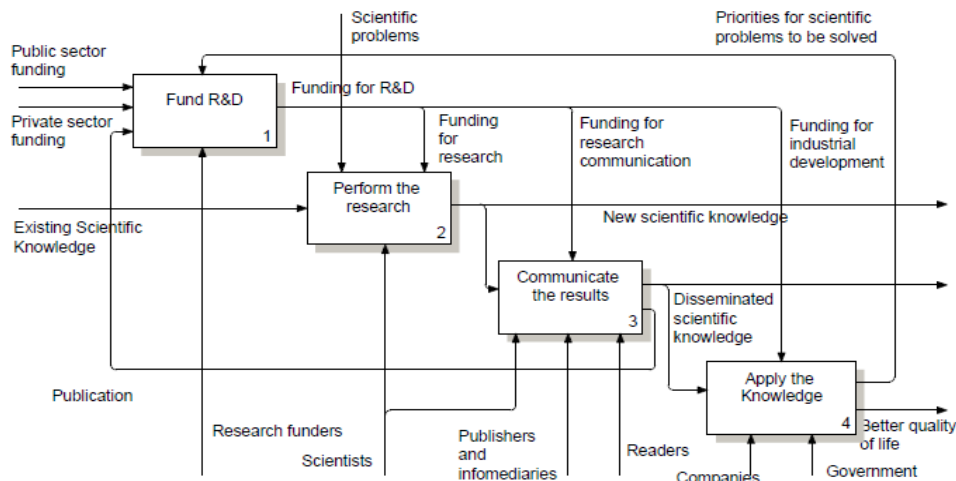 Scientific
problems
Priorities for scientific
problems to be solved
Public sector
funding
Fund R&D
1
Funding for R&D
Private sector
funding
Funding
for
research
Funding for
research
communication
Funding for
industrial
development
Perform the
research
2
Existing Scientific
Knowledge
New scientific knowledge
Communicate
the results
3
Disseminated
scientific
knowledge
Apply the
Knowledge
4
Publication
Better quality
of life
Research funders
Scientists
Publishers
and
infomediaries
Readers
Companies
Government